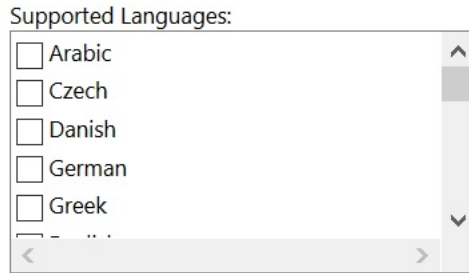 Supported Languages:
Arabic
Czech
Danish
German
Greek